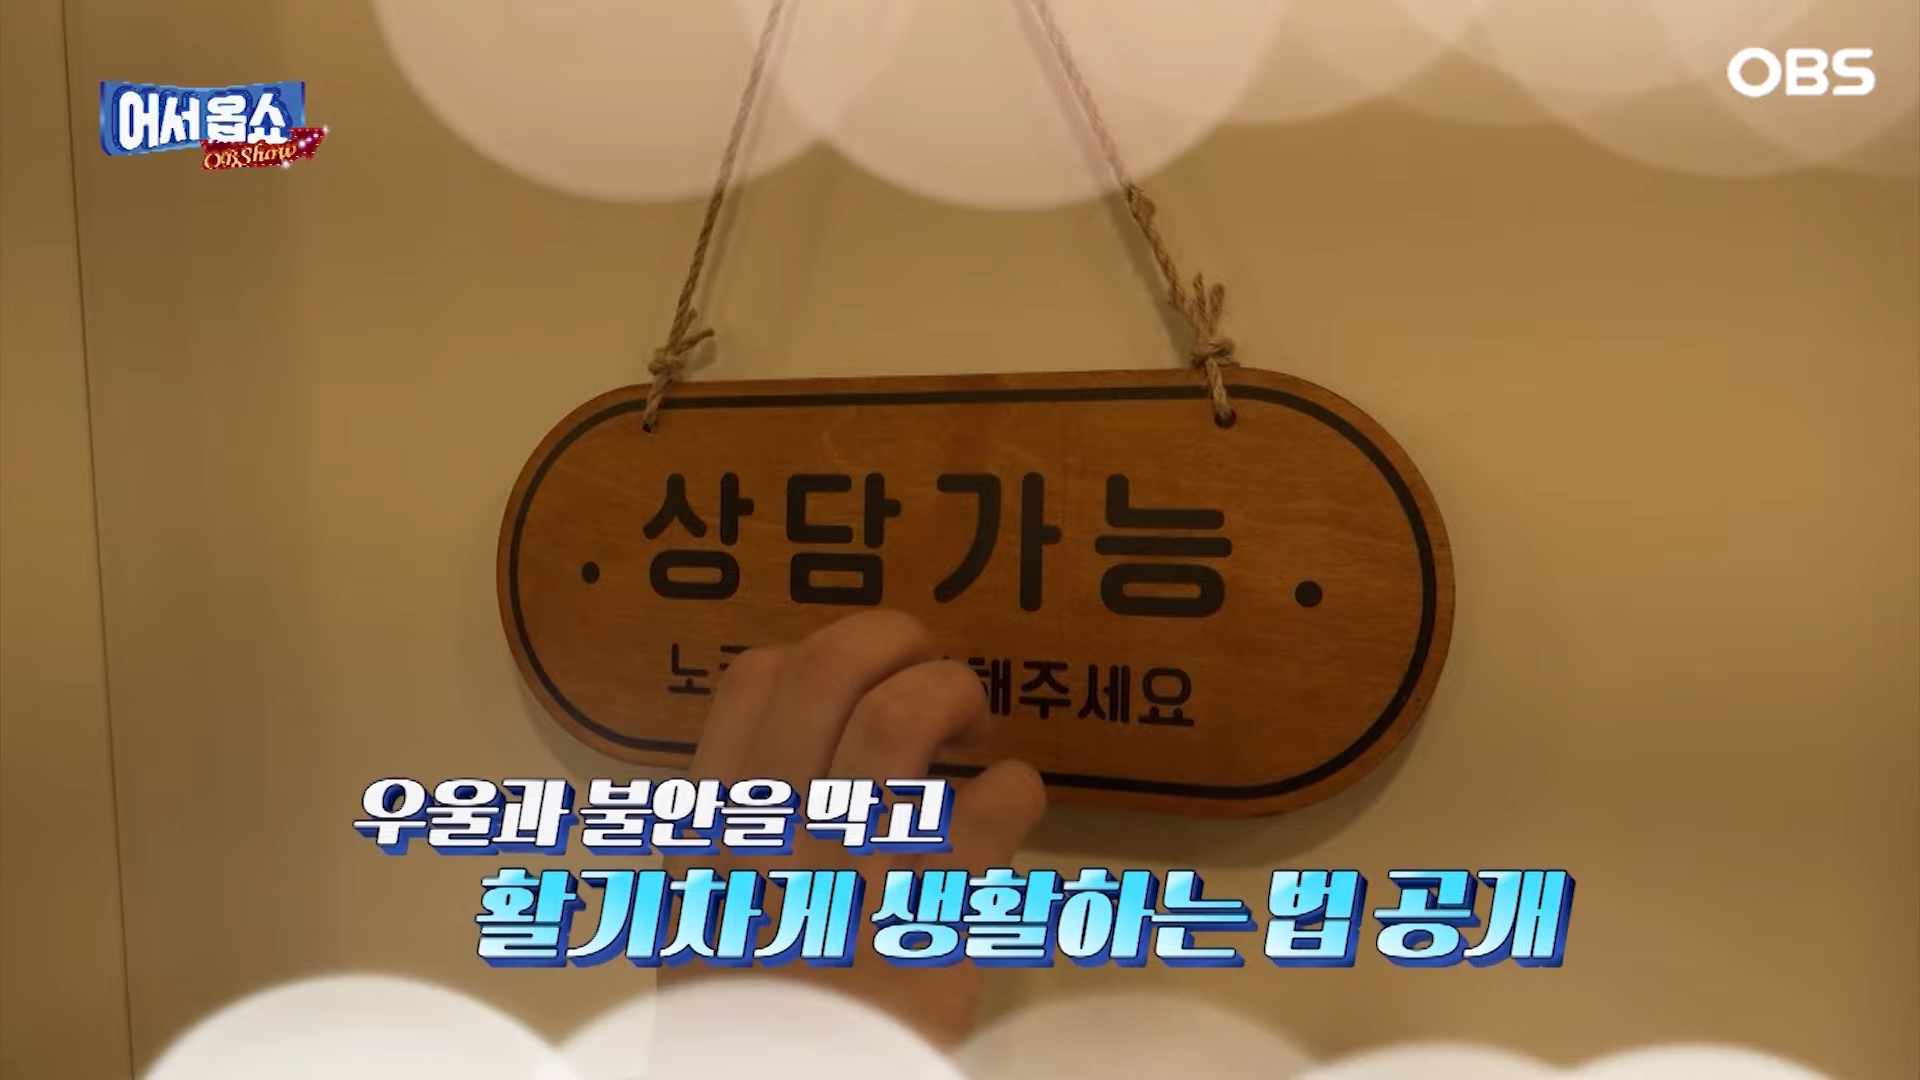 어서옵쇼
OBShow
OBS
· 상담가능 ·
해주세요
우울과 불안을 막고
활기차게 생활하는 법 공개